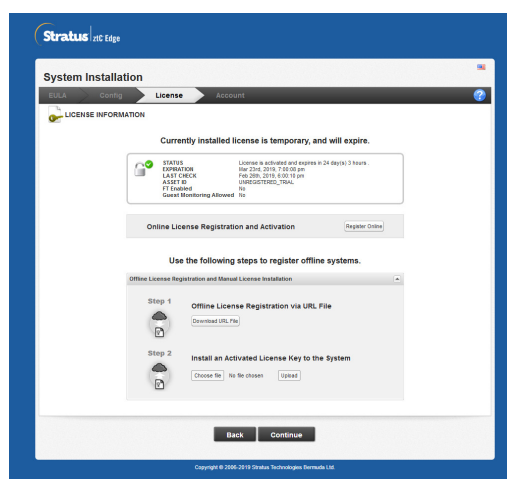 Stratus ztC Edge
System Installation
EULA Config License Account
LICENSE INFORMATION
Currently installed license is temporary, and will expire.
STATUS License is activated and expires in 24 day(s) 3 hours .
EXPIRATION Mar 23rd, 2019, 7:00:08 pm
LAST CHECK Feb 28th, 2019, 6:00:10 pm
ASSET ID UNREGISTERED_TRIAL
FT Enabled No
Guest Monitoring Allowed No
Online License Registration and Activation Register Online
Use the following steps to register offline systems.
Offline License Registration and Manual License Installation
Step 1
Offline License Registration via URL File
Download URL File
Step 2
Install an Activated License Key to the System
Choose file No file chosen Upload
Back Continue
Copyright © 2006-2019 Stratus Technologies Bermuda Ltd.